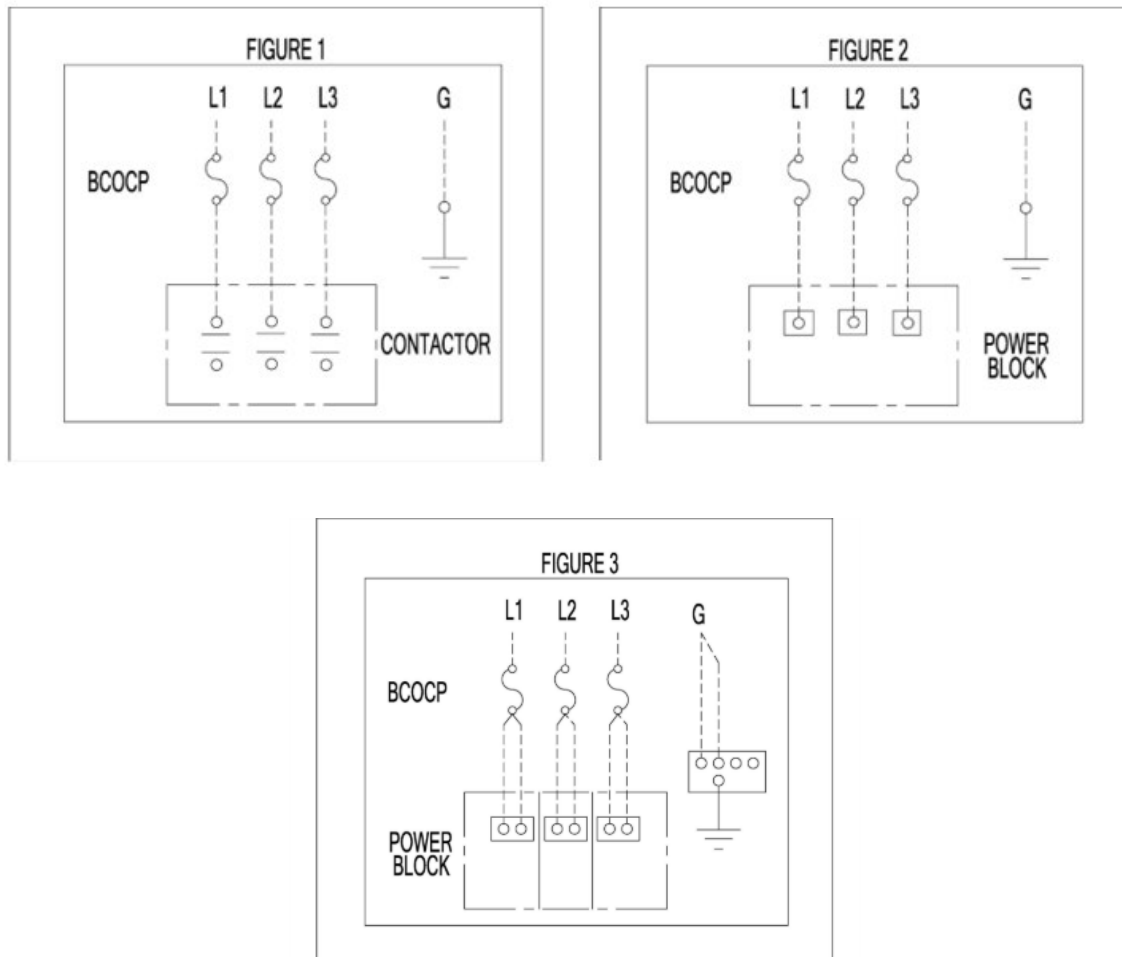 FIGURE 1
L1 L2 L3 G
BCOCP
CONTACTOR
FIGURE 2
L1 L2 L3 G
BCOCP
POWER
BLOCK
FIGURE 3
L1 L2 L3 G
BCOCP
POWER
BLOCK